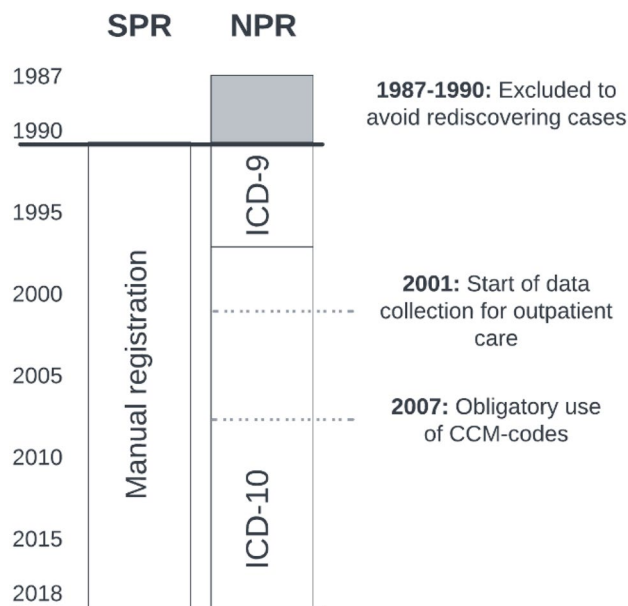 SPR NPR
1987
1990
1995
2000
2005
2010
2015
2018
Manual registration
ICD-9
ICD-10
1987-1990: Excluded to
avoid rediscovering cases
2001: Start of data
collection for outpatient
care
2007: Obligatory use
of CCM-codes